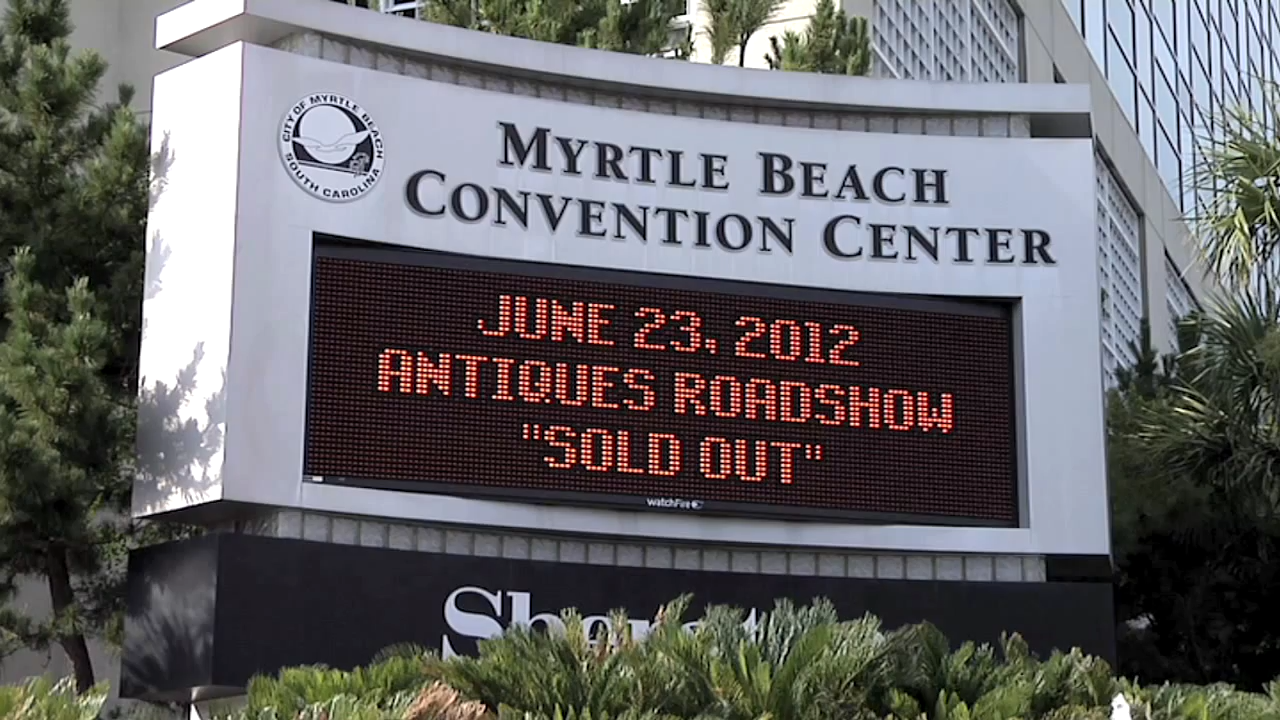 CITY OF MYRTLE BEACH
SOUTH CAROLINA
MYRTLE BEACH
CONVENTION CENTER
JUNE 23, 2012
ANTIQUES ROADSHOW
"SOLD OUT"
watchFire